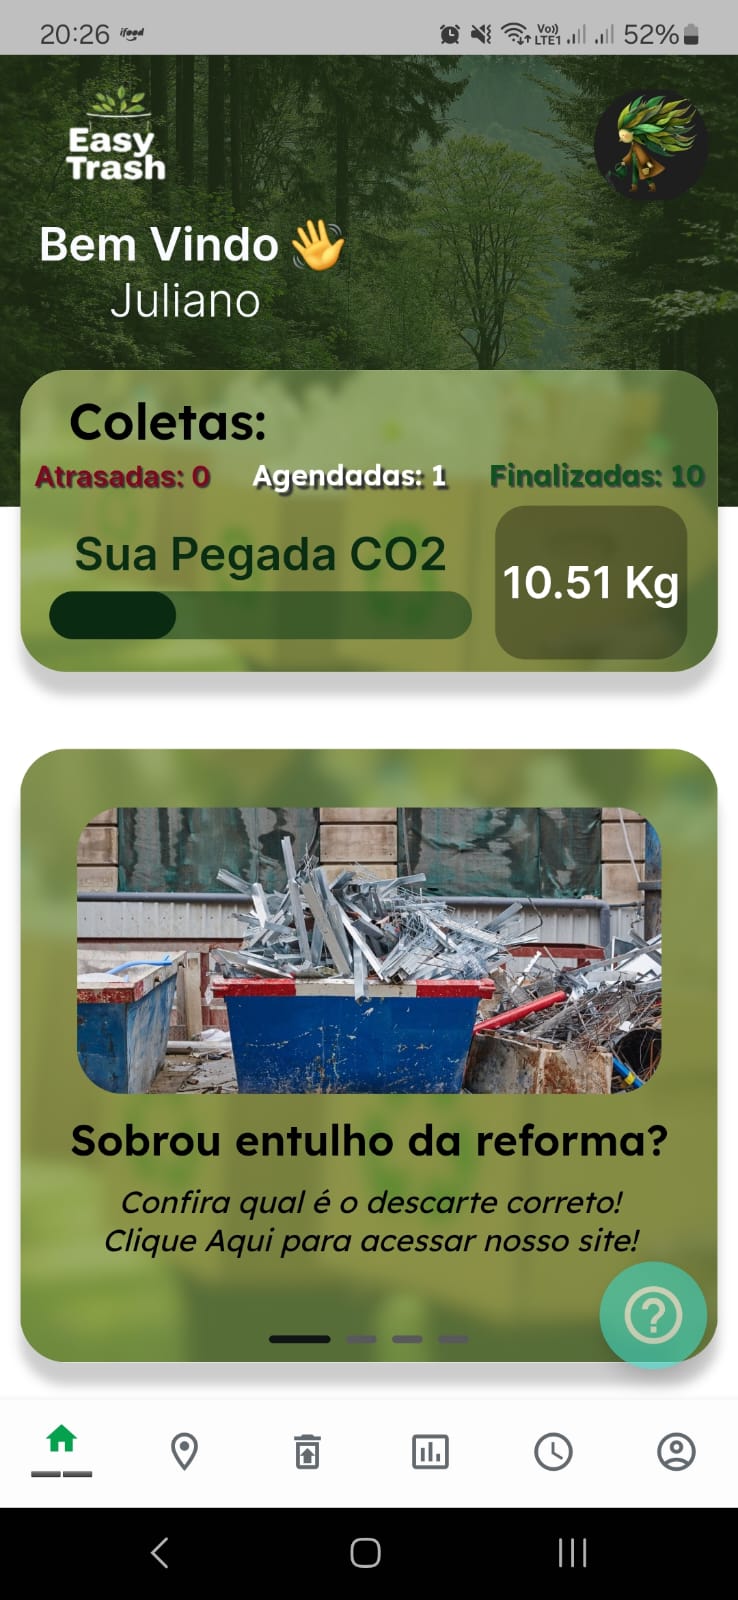 20:26 ifood Vo)) LTE1 52%
Easy
Trash
Bem Vindo 👋
Juliano
Coletas:
Atrasadas: 0 Agendadas: 1 Finalizadas: 10
Sua Pegada CO2
10.51 Kg
Sobrou entulho da reforma?
Confira qual é o descarte correto!
Clique Aqui para acessar nosso site!
?